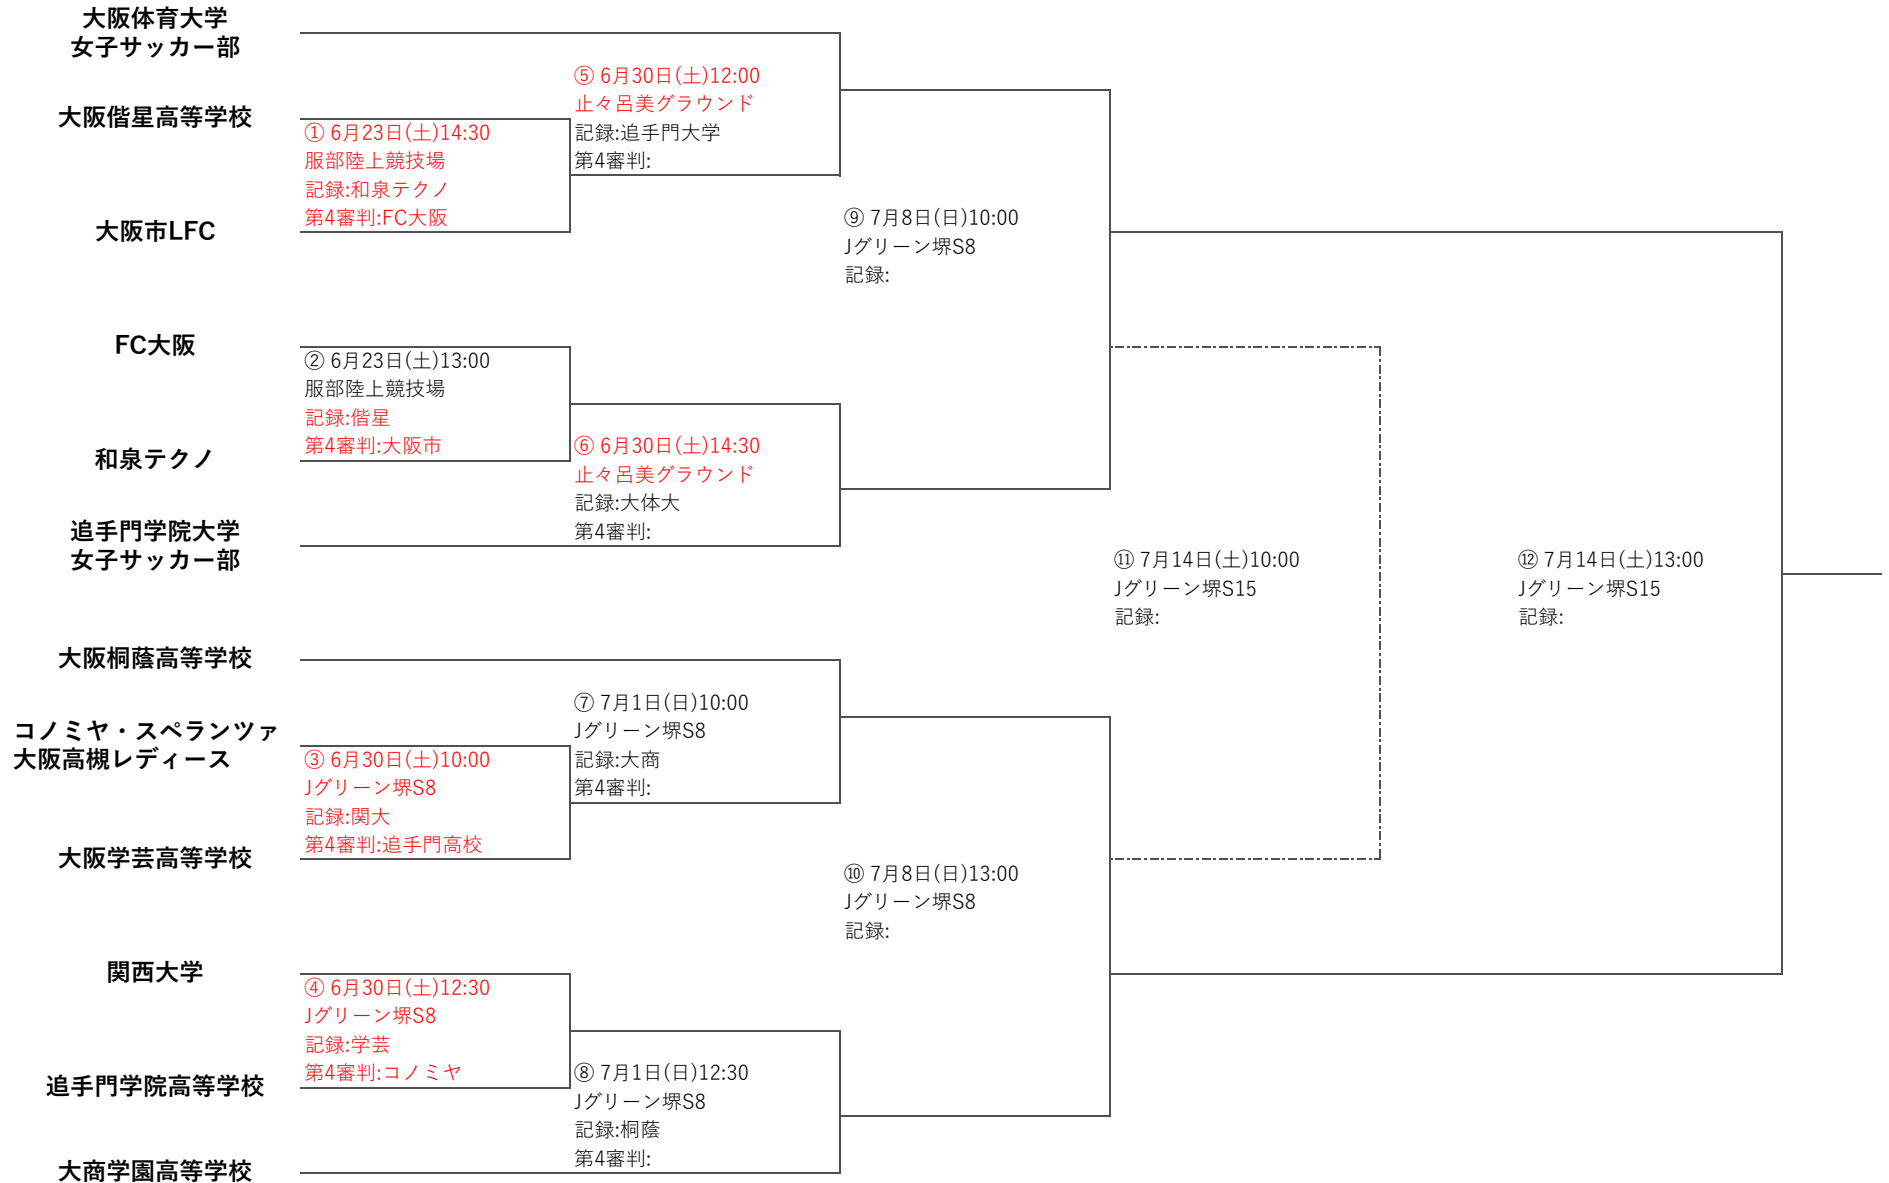 大阪体育大学
女子サッカー部
大阪偕星高等学校
大阪市LFC
FC大阪
和泉テクノ
追手門学院大学
女子サッカー部
大阪桐蔭高等学校
コノミヤ・スペランツァ
大阪高槻レディース
大阪学芸高等学校
関西大学
追手門学院高等学校
大商学園高等学校
① 6月23日(土)14:30
服部陸上競技場
記録:和泉テクノ
第4審判:FC大阪
② 6月23日(土)13:00
服部陸上競技場
記録:偕星
第4審判:大阪市
③ 6月30日(土)10:00
Jグリーン堺S8
記録:関大
第4審判:追手門高校
④ 6月30日(土)12:30
Jグリーン堺S8
記録:学芸
第4審判:コノミヤ
⑤ 6月30日(土)12:00
止々呂美グラウンド
記録:追手門大学
第4審判:
⑥ 6月30日(土)14:30
止々呂美グラウンド
記録:大体大
第4審判:
⑦ 7月1日(日)10:00
Jグリーン堺S8
記録:大商
第4審判:
⑧ 7月1日(日)12:30
Jグリーン堺S8
記録:桐蔭
第4審判:
⑨ 7月8日(日)10:00
Jグリーン堺S8
記録:
⑩ 7月8日(日)13:00
Jグリーン堺S8
記録:
⑪ 7月14日(土)10:00
Jグリーン堺S15
記録:
⑫ 7月14日(土)13:00
Jグリーン堺S15
記録: